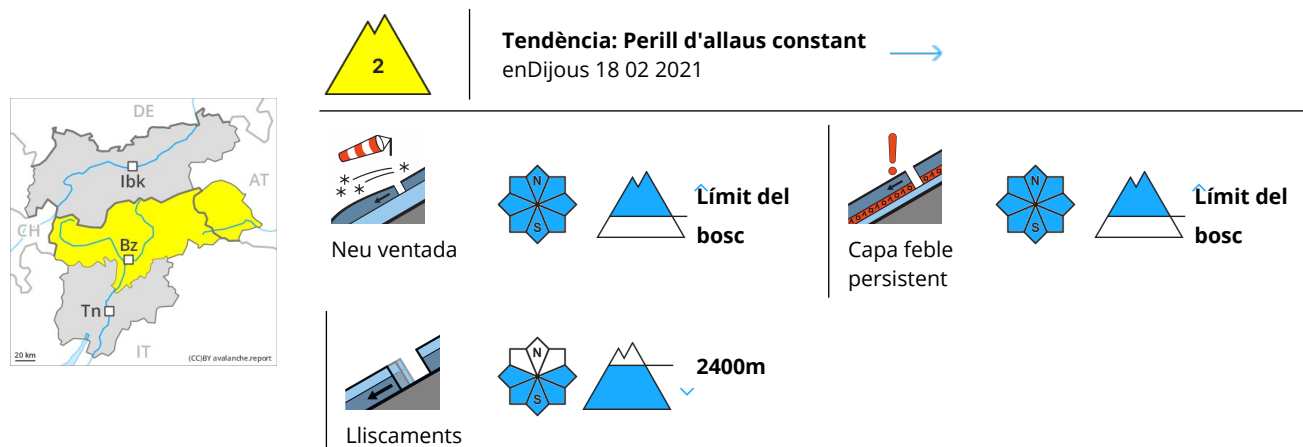 2
Tendència: Perill d'allaus constant
enDijous 18 02 2021
DE
Ibk
AT
CH
Bz
Tn
IT
20 km
(CC)BY avalanche.report
N
S
Límit del
bosc
Neu ventada
N
S
Límit del
bosc
Capa feble
persistent
N
S
2400m
Lliscaments